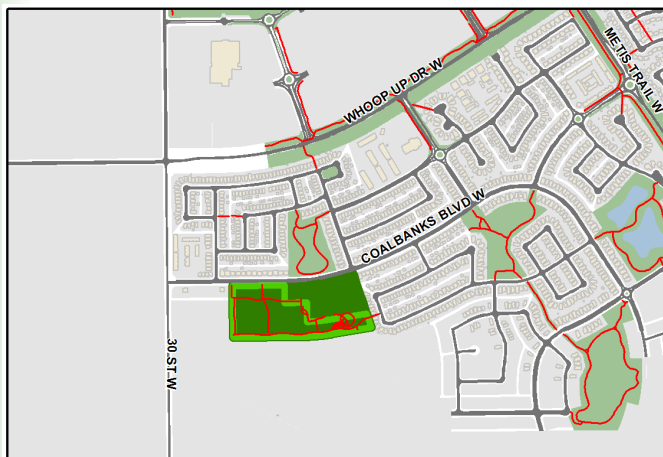 METIS TRAIL W
WHOOP UP DR W
COALBANKS BLVD W
30 ST W